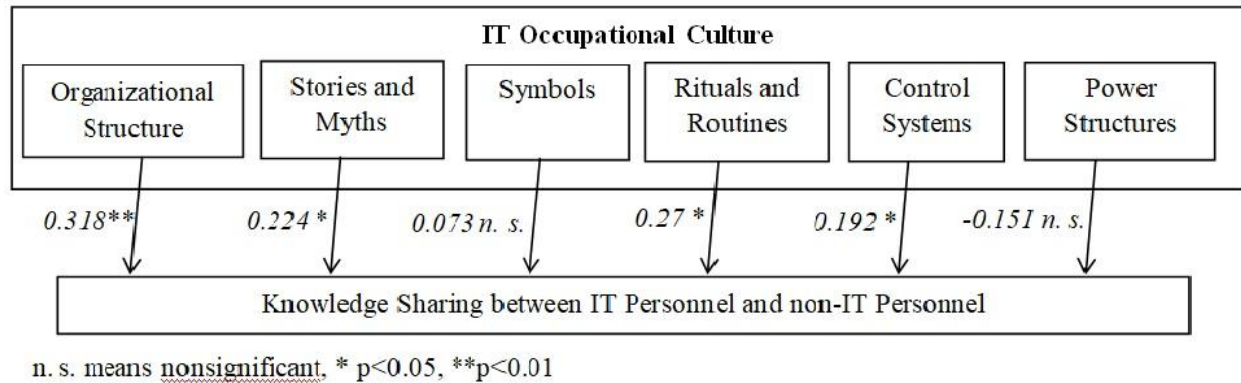 IT Occupational Culture
Organizational
Structure
Stories and
Myths
Symbols
Rituals and
Routines
Control
Systems
Power
Structures
0.318**
0.224 *
0.073 n. s.
0.27 *
0.192 *
-0.151 n. s.
Knowledge Sharing between IT Personnel and non-IT Personnel
n. s. means nonsignificant, * p<0.05, **p<0.01